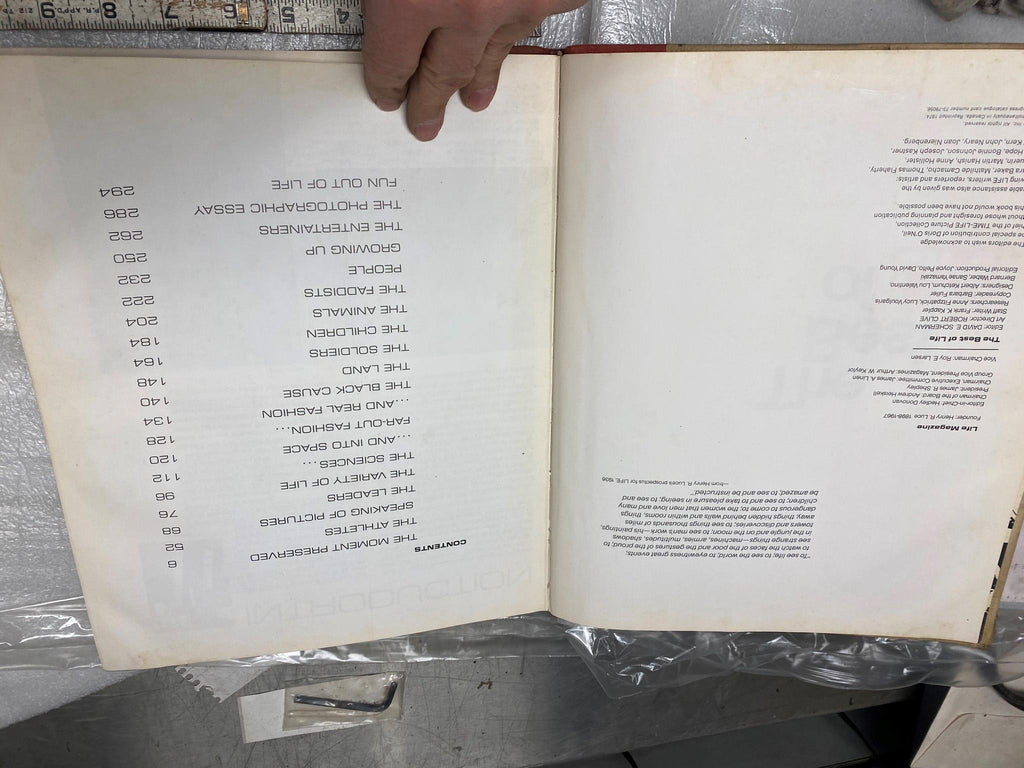 "To see life; to see the world; to eyewitness great events;
to watch the faces of the poor and the gestures of the proud; to
see strange things—machines, armies, multitudes, shadows
in the jungle and on the moon; to see man's work—his paintings,
towers and discoveries; to see things thousands of miles
away, things hidden behind walls and within rooms, things
dangerous to come to; the women that men love and many
children; to see and to take pleasure in seeing; to see and
be amazed; to see and be instructed."
—from Henry R. Luce's prospectus for LIFE, 1936
Life Magazine
Founder: Henry R. Luce 1898-1967
Editor-in-Chief: Hedley Donovan
Chairman of the Board: Andrew Heiskell
President: James R. Shepley
Chairman, Executive Committee: James A. Linen
Group Vice President, Magazines: Arthur W. Keylor
Vice Chairman: Roy E. Larsen
The Best of Life
Editor: DAVID E. SCHERMAN
Art Director: ROBERT CLIVE
Staff Writer: Frank K. Kappler
Researchers: Anne Fitzpatrick, Lucy Voulgaris
Copyreader: Barbara Fuller
Designers: Albert Ketchum, Lou Valentino,
Bernard Waber, Sanae Yamazaki
Editorial Production: Joyce Pelto, David Young
The editors wish to acknowledge
the special contribution of Doris O'Neil,
chief of the TIME-LIFE Picture Collection,
without whose foresight and planning publication
of this book would not have been possible.
assistance also was given by the
LIFE writers, reporters and artists:
Baker, Mathilde Camacho, Thomas Flaherty,
Martin Hanish, Anne Hollister,
Hope, Bonnie Johnson, Joseph Kastner,
Kern, John Neary, Joan Nierenberg
Inc. All rights reserved.
in Canada. Reprinted 1974
catalogue card number 73-79056.
INTRODUCTION
CONTENTS
THE MOMENT PRESERVED 6
THE ATHLETES 52
SPEAKING OF PICTURES 68
THE LEADERS 76
THE VARIETY OF LIFE 96
THE SCIENCES... 112
...AND INTO SPACE 120
FAR-OUT FASHION... 128
...AND REAL FASHION 134
THE BLACK CAUSE 140
THE LAND 148
THE SOLDIERS 164
THE CHILDREN 184
THE ANIMALS 204
THE FADDISTS 222
PEOPLE 232
GROWING UP 250
THE ENTERTAINERS 262
THE PHOTOGRAPHIC ESSAY 286
FUN OUT OF LIFE 294
4 5 6 7 8